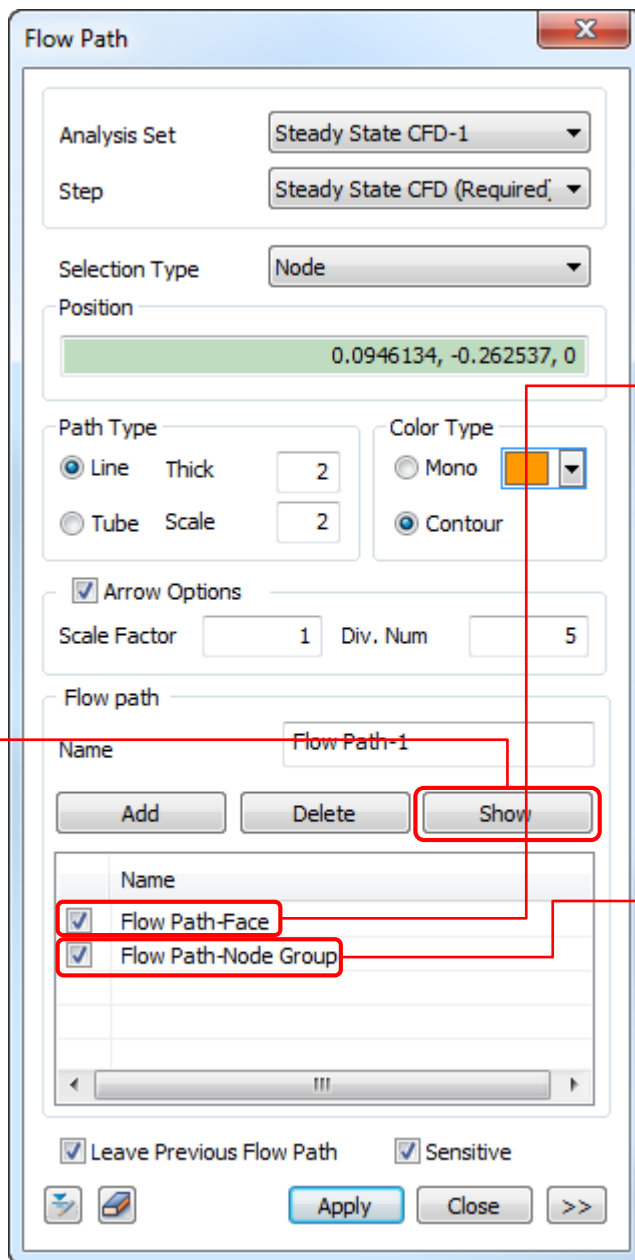 Flow Path
Analysis Set Steady State CFD-1
Step Steady State CFD (Required)
Selection Type Node
Position
0.0946134, -0.262537, 0
Path Type Color Type
Line Thick 2 Mono
Tube Scale 2 Contour
Arrow Options
Scale Factor 1 Div. Num 5
Flow path
Name Flow Path-1
Add Delete Show
Name
Flow Path-Face
Flow Path-Node Group
Leave Previous Flow Path Sensitive
Apply Close >>